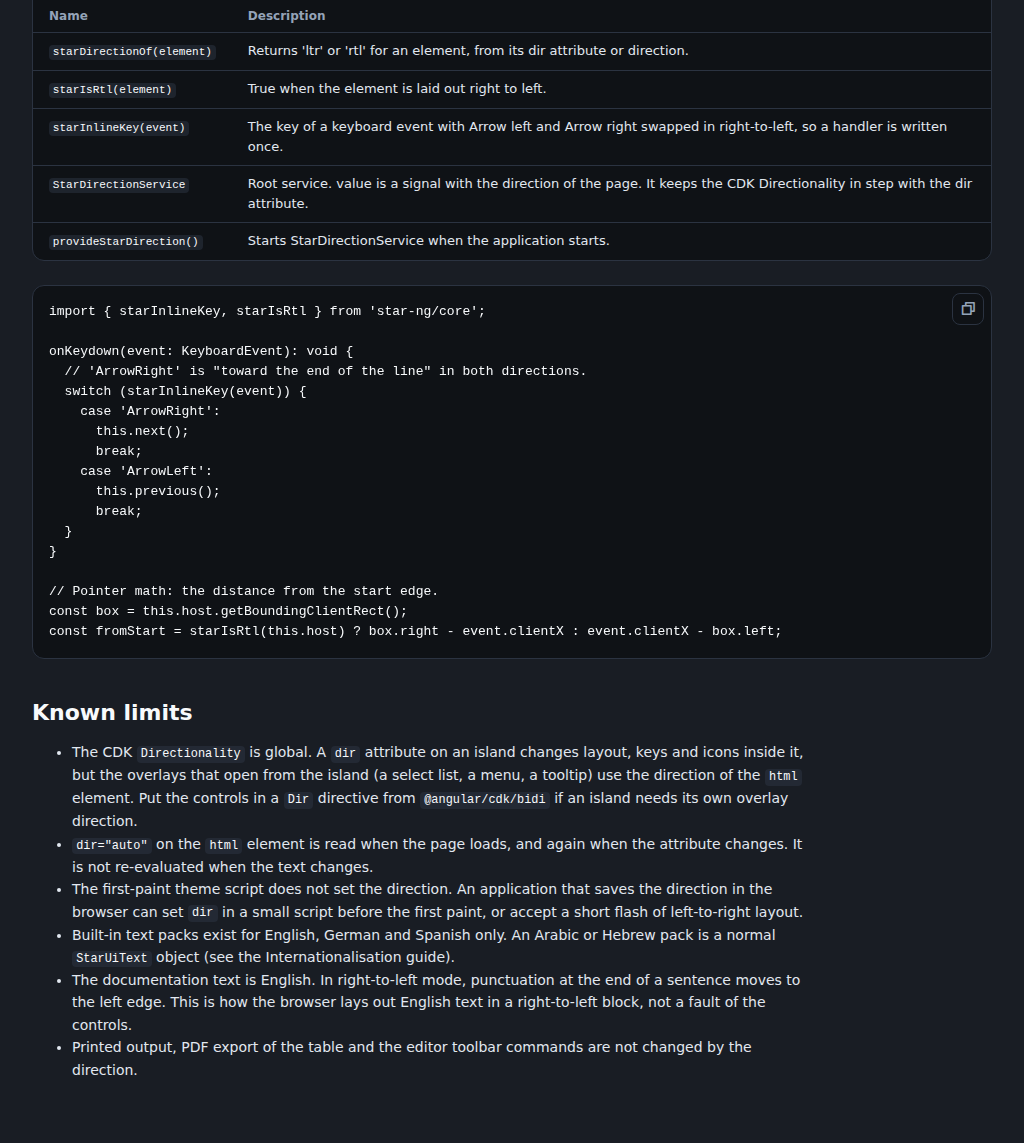 Name Description
starDirectionOf(element) Returns 'ltr' or 'rtl' for an element, from its dir attribute or direction.
starIsRtl(element) True when the element is laid out right to left.
starInlineKey(event) The key of a keyboard event with Arrow left and Arrow right swapped in right-to-left, so a handler is written
once.
StarDirectionService Root service. value is a signal with the direction of the page. It keeps the CDK Directionality in step with the dir
attribute.
provideStarDirection() Starts StarDirectionService when the application starts.
import { starInlineKey, starIsRtl } from 'star-ng/core';
onKeydown(event: KeyboardEvent): void {
  // 'ArrowRight' is "toward the end of the line" in both directions.
  switch (starInlineKey(event)) {
    case 'ArrowRight':
      this.next();
      break;
    case 'ArrowLeft':
      this.previous();
      break;
  }
}
// Pointer math: the distance from the start edge.
const box = this.host.getBoundingClientRect();
const fromStart = starIsRtl(this.host) ? box.right - event.clientX : event.clientX - box.left;
Known limits
• The CDK Directionality is global. A dir attribute on an island changes layout, keys and icons inside it,
but the overlays that open from the island (a select list, a menu, a tooltip) use the direction of the html
element. Put the controls in a Dir directive from @angular/cdk/bidi if an island needs its own overlay
direction.
• dir="auto" on the html element is read when the page loads, and again when the attribute changes. It
is not re-evaluated when the text changes.
• The first-paint theme script does not set the direction. An application that saves the direction in the
browser can set dir in a small script before the first paint, or accept a short flash of left-to-right layout.
• Built-in text packs exist for English, German and Spanish only. An Arabic or Hebrew pack is a normal
StarUiText object (see the Internationalisation guide).
• The documentation text is English. In right-to-left mode, punctuation at the end of a sentence moves to
the left edge. This is how the browser lays out English text in a right-to-left block, not a fault of the
controls.
• Printed output, PDF export of the table and the editor toolbar commands are not changed by the
direction.